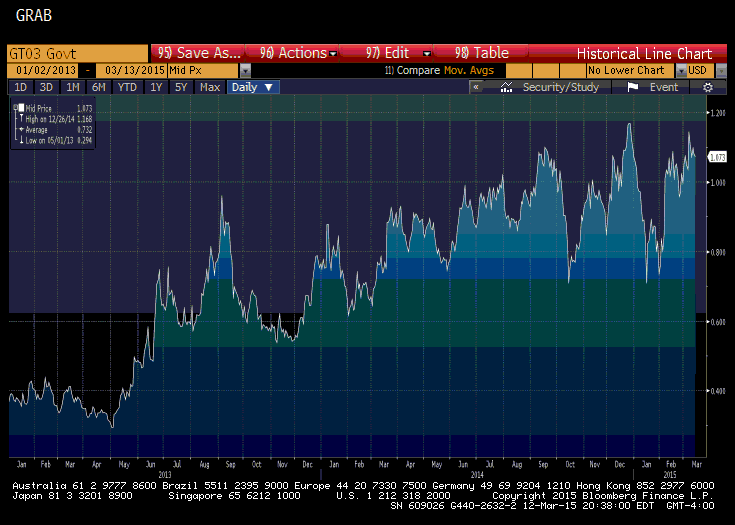 GRAB
GT03 Govt 95) Save As... 96) Actions 97) Edit 98) Table Historical Line Chart
01/02/2013 - 03/13/2015 Mid Px 11) Compare Mov. Avgs No Lower Chart USD
1D 3D 1M 6M YTD 1Y 5Y Max Daily ▼ « Security/Study Event
Mid Price 1.073
High on 12/26/14 1.168
Average 0.732
Low on 05/01/13 0.294
1.200
1.073
1.000
0.800
0.600
0.400
Jan Feb Mar Apr May Jun Jul Aug Sep Oct Nov Dec Jan Feb Mar Apr May Jun Jul Aug Sep Oct Nov Dec Jan Feb Mar
2013 2014 2015
Australia 61 2 9777 8600 Brazil 5511 2395 9000 Europe 44 20 7330 7500 Germany 49 69 9204 1210 Hong Kong 852 2977 6000
Japan 81 3 3201 8900 Singapore 65 6212 1000 U.S. 1 212 318 2000 Copyright 2015 Bloomberg Finance L.P.
SN 609026 G440-2632-2 12-Mar-15 20:38:00 EDT GMT-4:00